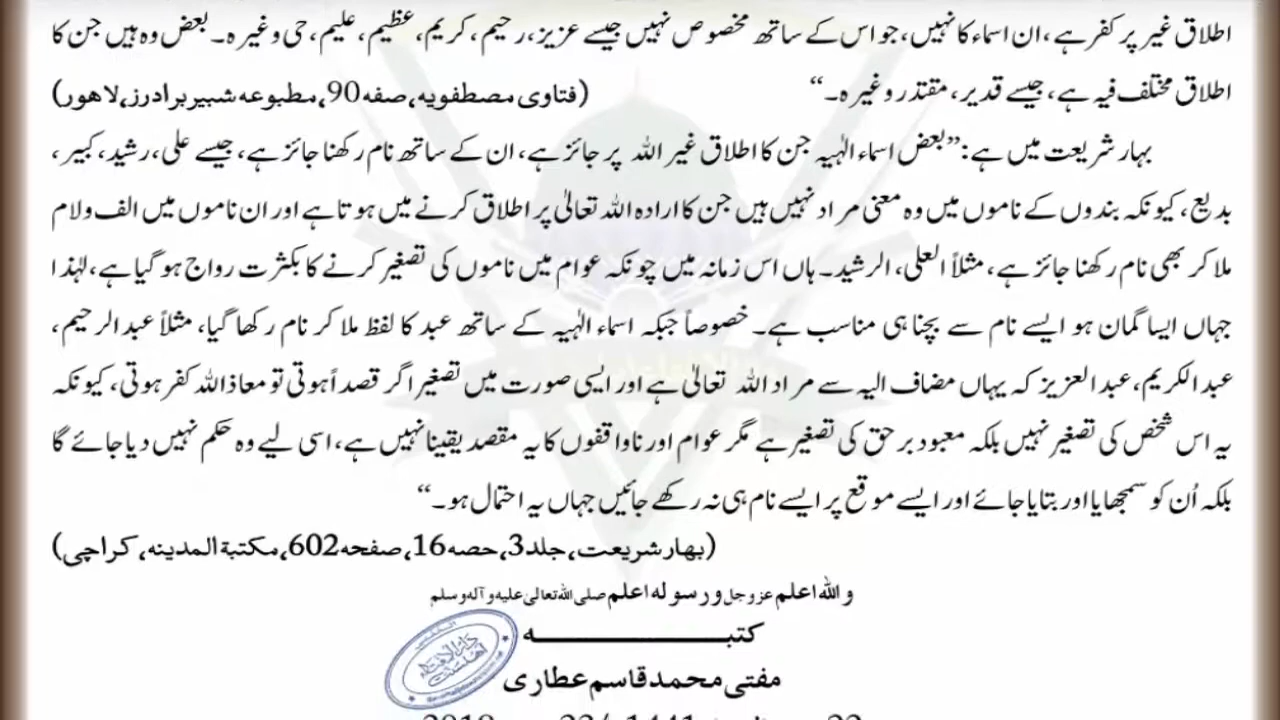 اطلاق غیر پر کفر ہے، ان اسماء کا نہیں، جو اس کے ساتھ مخصوص نہیں جیسے عزیز، رحیم، کریم، عظیم، علیم، حی وغیرہ۔ بعض وہ ہیں جن کا
اطلاق مختلف فیہ ہے، جیسے قدیر، مقتدر وغیرہ۔“ (فتاوی مصطفویہ، صفہ 90، مطبوعہ شبیر برادرز، لاھور)
بہار شریعت میں ہے: ”بعض اسماء الٰہیہ جن کا اطلاق غیر اللہ پر جائز ہے، ان کے ساتھ نام رکھنا جائز ہے، جیسے علی، رشید، کبیر،
بدیع، کیونکہ بندوں کے ناموں میں وہ معنی مراد نہیں ہیں جن کا ارادہ اللہ تعالیٰ پر اطلاق کرنے میں ہوتا ہے اور ان ناموں میں الف ولام
ملا کر بھی نام رکھنا جائز ہے، مثلاً العلی، الرشید۔ ہاں اس زمانہ میں چونکہ عوام میں ناموں کی تصغیر کرنے کا بکثرت رواج ہو گیا ہے، لہٰذا
جہاں ایسا گمان ہو ایسے نام سے بچنا ہی مناسب ہے۔ خصوصاً جبکہ اسماء الٰہیہ کے ساتھ عبد کا لفظ ملا کر نام رکھا گیا، مثلاً عبد الرحیم،
عبد الکریم، عبد العزیز کہ یہاں مضاف الیہ سے مراد اللہ تعالیٰ ہے اور ایسی صورت میں تصغیر اگر قصداً ہوتی تو معاذ اللہ کفر ہوتی، کیونکہ
یہ اس شخص کی تصغیر نہیں بلکہ معبود برحق کی تصغیر ہے مگر عوام اور ناواقفوں کا یہ مقصد یقینا نہیں ہے، اسی لیے وہ حکم نہیں دیا جائے گا
بلکہ اُن کو سمجھایا اور بتایا جائے اور ایسے موقع پر ایسے نام ہی نہ رکھے جائیں جہاں یہ احتمال ہو۔“
(بھار شریعت، جلد 3، حصہ 16، صفحہ 602، مکتبۃ المدینہ، کراچی)
واللہ اعلم عزوجل ورسولہ اعلم صلی اللہ تعالی علیہ وآلہ وسلم
کتبـــــــــــــہ
مفتی محمد قاسم عطاری
دار الافتاء اھلسنت